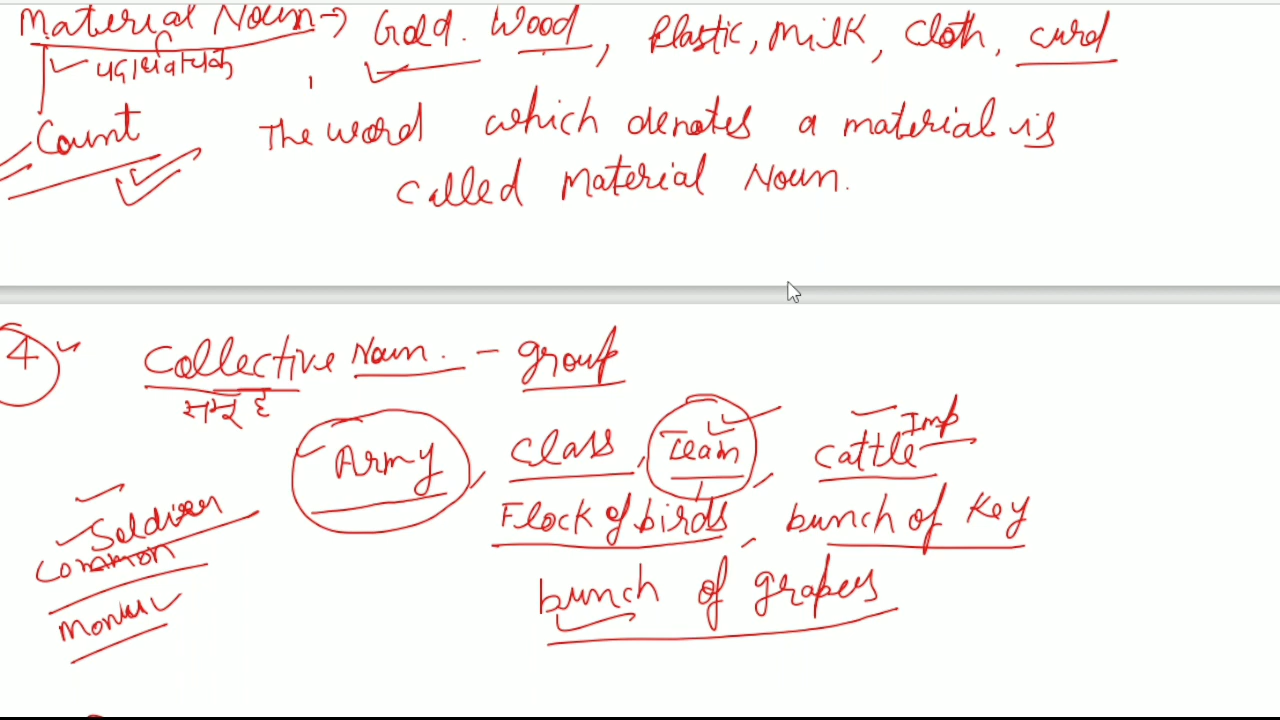 Material Noun → Gold. Wood, Plastic, Milk, Cloth, curd
Count The word which denotes a material is
called Material Noun.
4 Collective Noun. - group
समूह
Army, class, Team, cattle Imp
Soldier Flock of birds, bunch of Key
common bunch of grapes